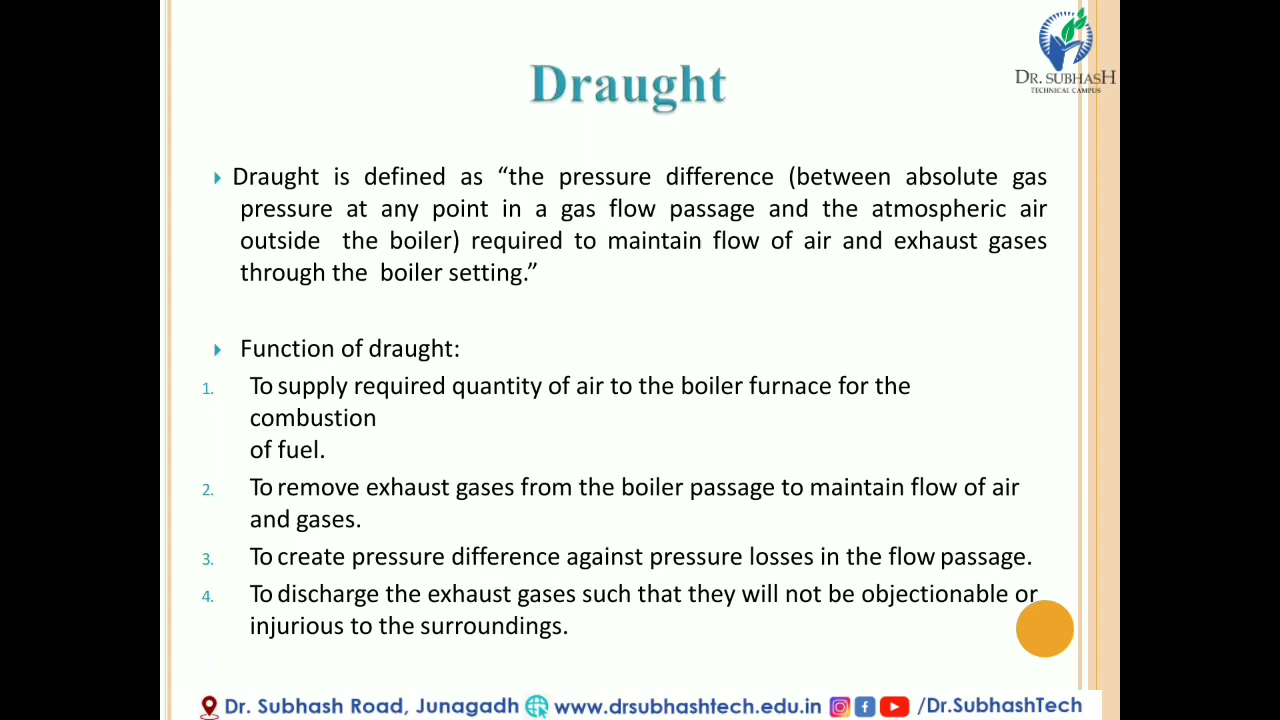 DR. SUBHASH
TECHNICAL CAMPUS
Draught
Draught is defined as “the pressure difference (between absolute gas
pressure at any point in a gas flow passage and the atmospheric air
outside the boiler) required to maintain flow of air and exhaust gases
through the boiler setting.”
Function of draught:
1. To supply required quantity of air to the boiler furnace for the
combustion
of fuel.
2. To remove exhaust gases from the boiler passage to maintain flow of air
and gases.
3. To create pressure difference against pressure losses in the flow passage.
4. To discharge the exhaust gases such that they will not be objectionable or
injurious to the surroundings.
Dr. Subhash Road, Junagadh www.drsubhashtech.edu.in /Dr.SubhashTech